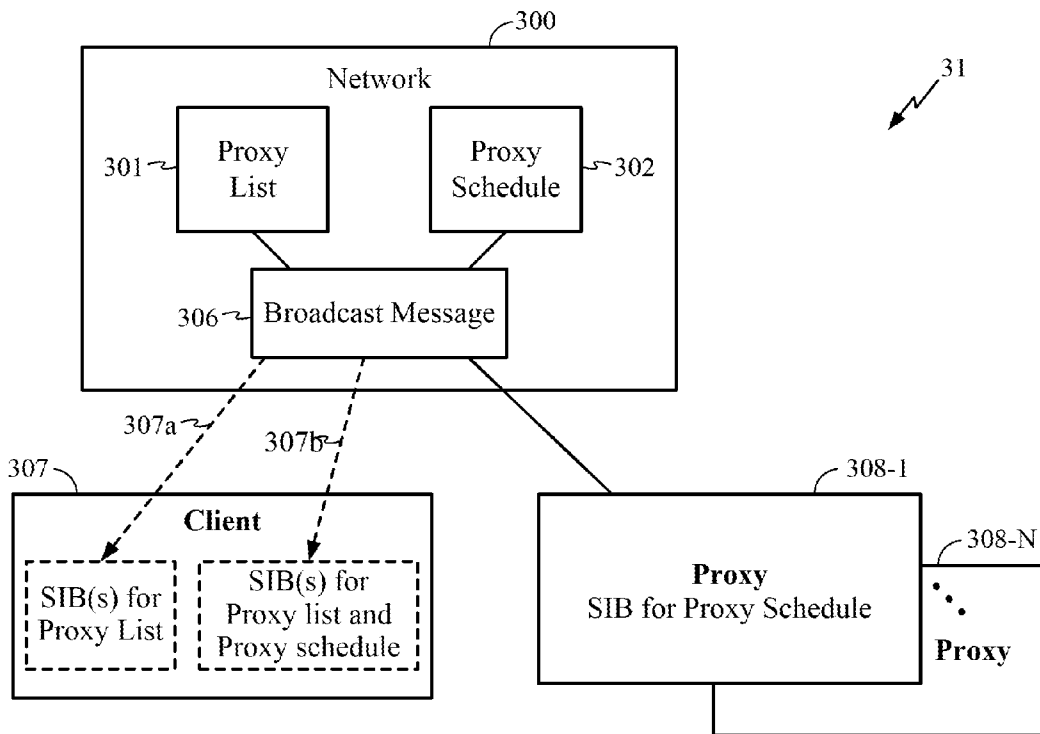 300
31
Network
301
Proxy
List
Proxy
Schedule
302
306
Broadcast Message
307a
307b
307
Client
SIB(s) for
Proxy List
SIB(s) for
Proxy list and
Proxy schedule
308-1
Proxy
SIB for Proxy Schedule
308-N
Proxy